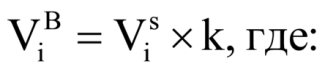 V_i^B = V_i^s × k, где: